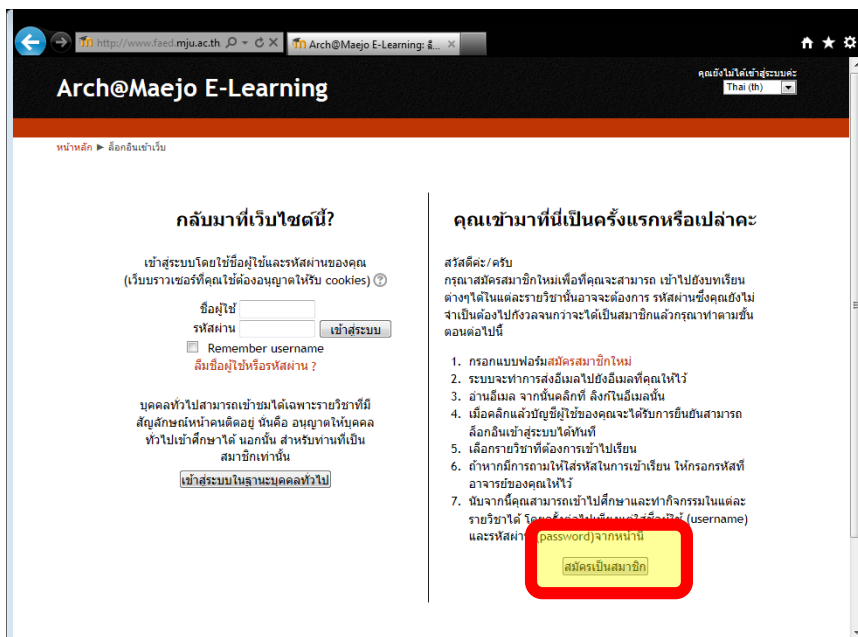 http://www.faed.mju.ac.th
Arch@Maejo E-Learning: ล็...
Arch@Maejo E-Learning
คุณยังไม่ได้เข้าสู่ระบบค่ะ
Thai (th)
หน้าหลัก ► ล็อกอินเข้าเว็บ
กลับมาที่เว็บไซต์นี้?
เข้าสู่ระบบโดยใช้ชื่อผู้ใช้และรหัสผ่านของคุณ
(เว็บบราวเซอร์ที่คุณใช้ต้องอนุญาตให้รับ cookies)
ชื่อผู้ใช้
รหัสผ่าน เข้าสู่ระบบ
Remember username
ลืมชื่อผู้ใช้หรือรหัสผ่าน ?
บุคคลทั่วไปสามารถเข้าชมได้เฉพาะรายวิชาที่มี
สัญลักษณ์หน้าคนติดอยู่ นั่นคือ อนุญาตให้บุคคล
ทั่วไปเข้าศึกษาได้ นอกนั้น สำหรับท่านที่เป็น
สมาชิกเท่านั้น
เข้าสู่ระบบในฐานะบุคคลทั่วไป
คุณเข้ามาที่นี่เป็นครั้งแรกหรือเปล่าคะ
สวัสดีค่ะ/ครับ
กรุณาสมัครสมาชิกใหม่เพื่อที่คุณจะสามารถ เข้าไปยังบทเรียน
ต่างๆได้ในแต่ละรายวิชานั้นอาจจะต้องการ รหัสผ่านซึ่งคุณยังไม่
จำเป็นต้องไปกังวลจนกว่าจะได้เป็นสมาชิกแล้วกรุณาทำตามขั้น
ตอนต่อไปนี้
1. กรอกแบบฟอร์มสมัครสมาชิกใหม่
2. ระบบจะทำการส่งอีเมลไปยังอีเมลที่คุณให้ไว้
3. อ่านอีเมล จากนั้นคลิกที่ ลิงก์ในอีเมลนั้น
4. เมื่อคลิกแล้วบัญชีผู้ใช้ของคุณจะได้รับการยืนยันสามารถ
ล็อกอินเข้าสู่ระบบได้ทันที
5. เลือกรายวิชาที่ต้องการเข้าไปเรียน
6. ถ้าหากมีการถามให้ใส่รหัสในการเข้าเรียน ให้กรอกรหัสที่
อาจารย์ของคุณให้ไว้
7. นับจากนี้คุณสามารถเข้าไปศึกษาและทำกิจกรรมในแต่ละ
รายวิชาได้ (username)
และรหัสผ่าน (password)จากหน้านี้
สมัครเป็นสมาชิก